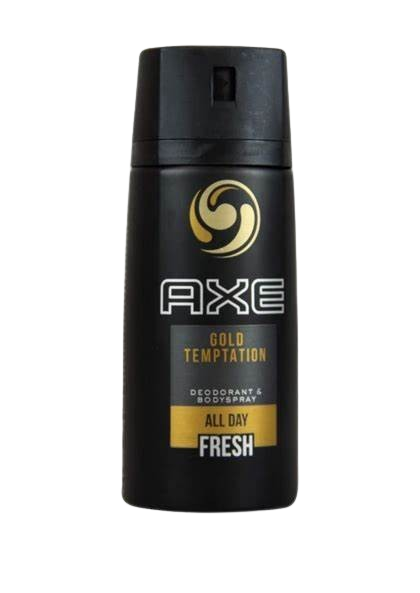 AXE
GOLD
TEMPTATION
DEODORANT &
BODYSPRAY
ALL DAY
FRESH